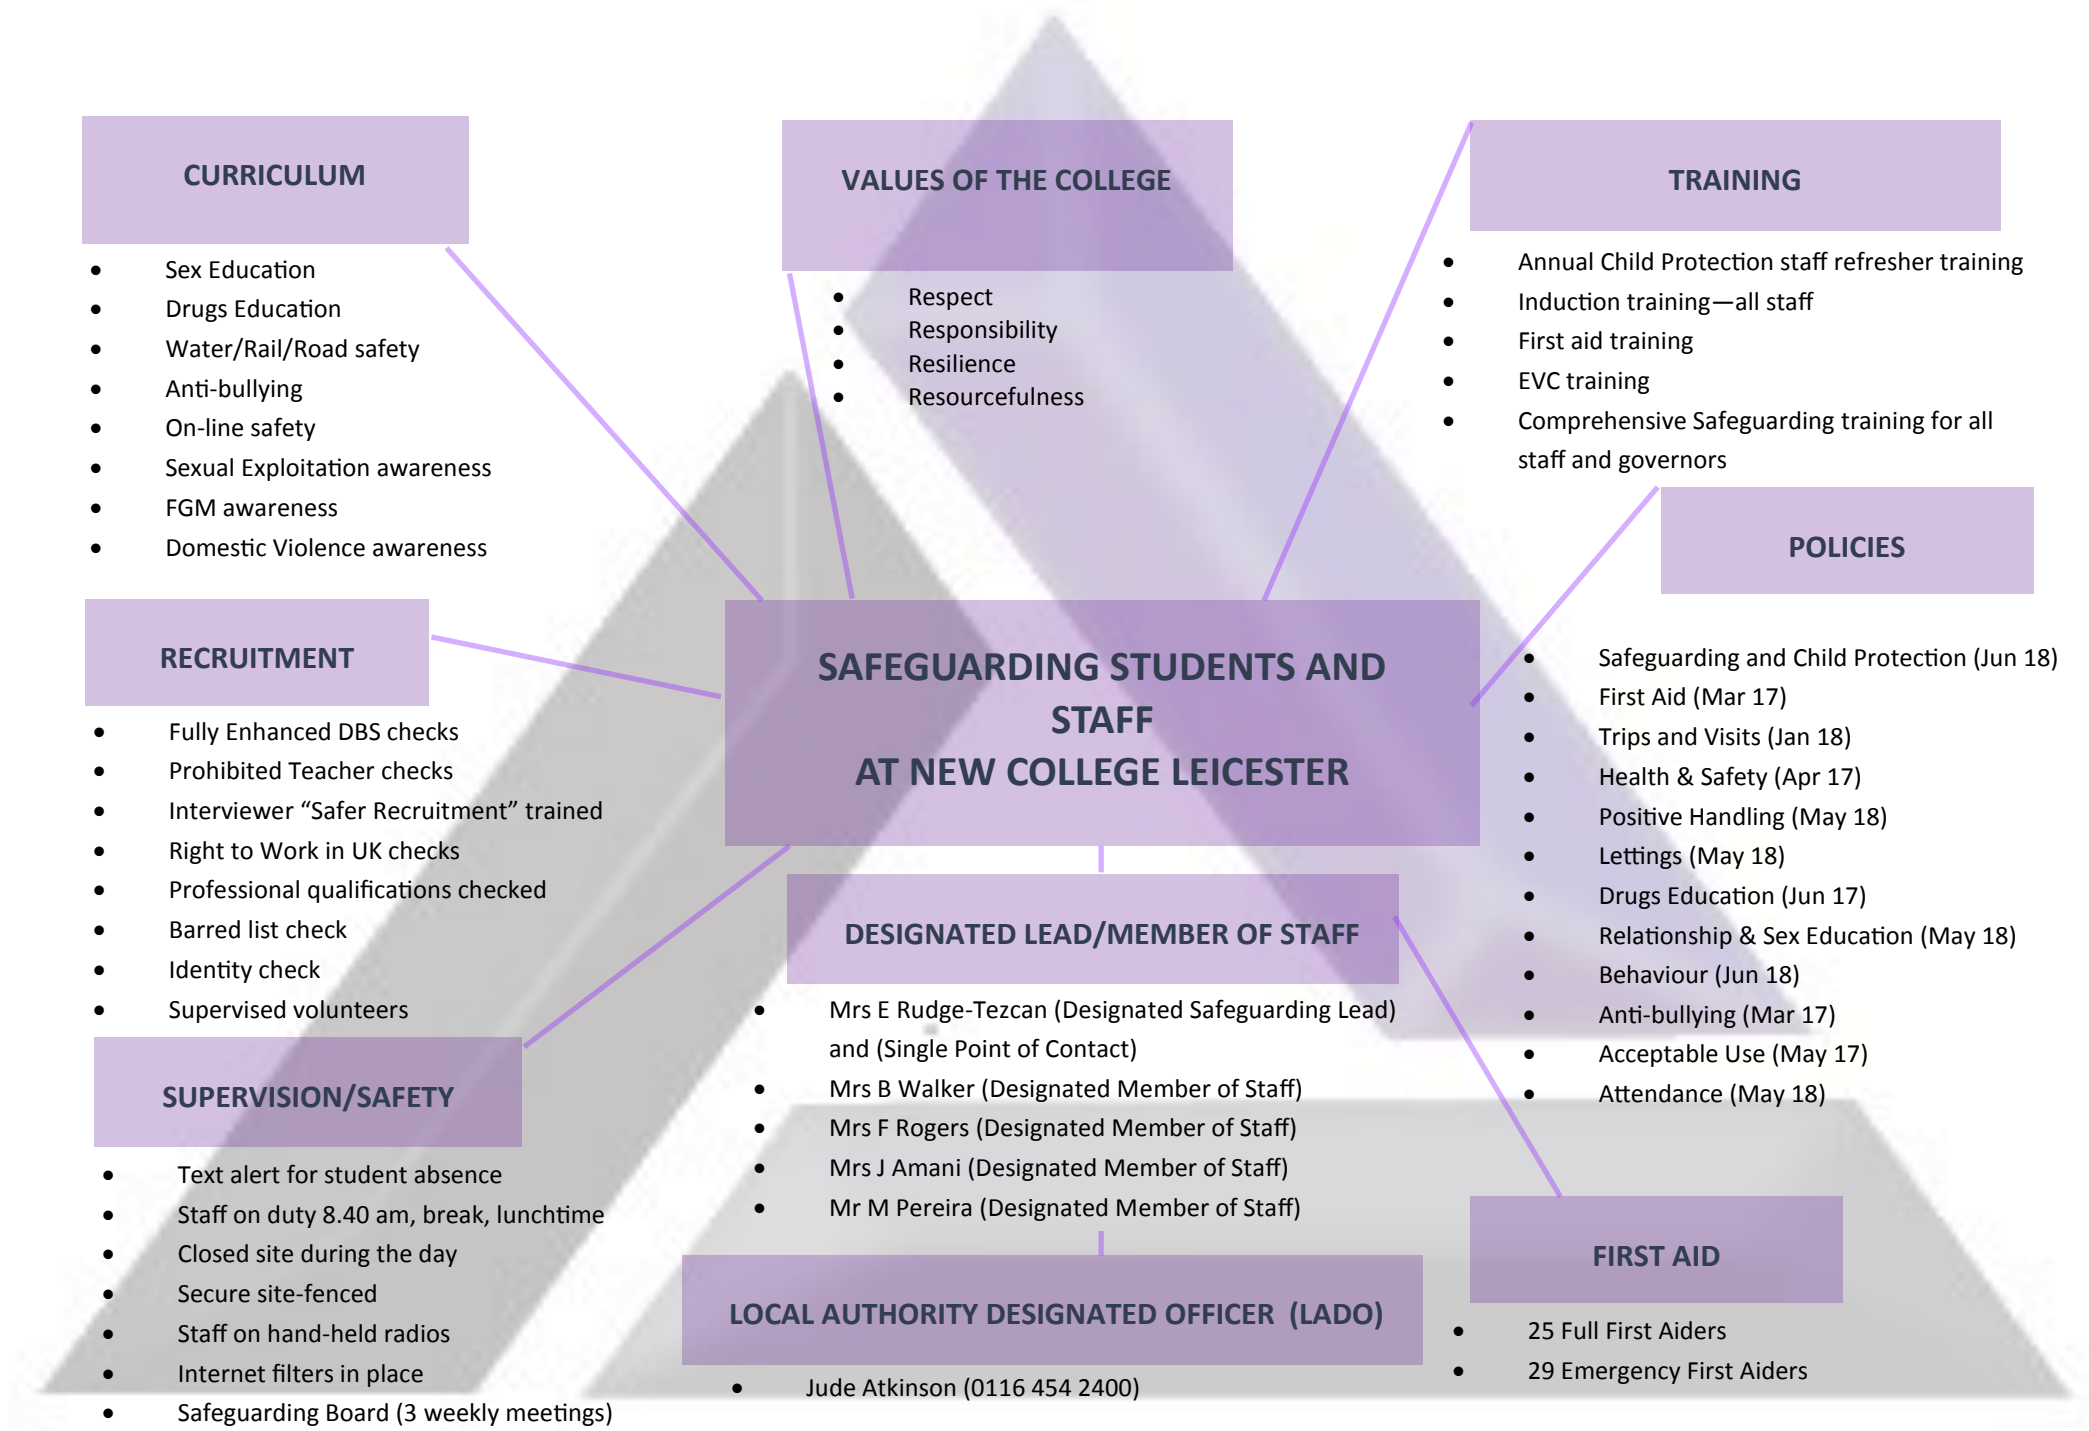 CURRICULUM
• Sex Education
• Drugs Education
• Water/Rail/Road safety
• Anti-bullying
• On-line safety
• Sexual Exploitation awareness
• FGM awareness
• Domestic Violence awareness
VALUES OF THE COLLEGE
• Respect
• Responsibility
• Resilience
• Resourcefulness
TRAINING
• Annual Child Protection staff refresher training
• Induction training—all staff
• First aid training
• EVC training
• Comprehensive Safeguarding training for all
staff and governors
POLICIES
• Safeguarding and Child Protection (Jun 18)
• First Aid (Mar 17)
• Trips and Visits (Jan 18)
• Health & Safety (Apr 17)
• Positive Handling (May 18)
• Lettings (May 18)
• Drugs Education (Jun 17)
• Relationship & Sex Education (May 18)
• Behaviour (Jun 18)
• Anti-bullying (Mar 17)
• Acceptable Use (May 17)
• Attendance (May 18)
RECRUITMENT
• Fully Enhanced DBS checks
• Prohibited Teacher checks
• Interviewer “Safer Recruitment” trained
• Right to Work in UK checks
• Professional qualifications checked
• Barred list check
• Identity check
• Supervised volunteers
SAFEGUARDING STUDENTS AND
STAFF
AT NEW COLLEGE LEICESTER
DESIGNATED LEAD/MEMBER OF STAFF
• Mrs E Rudge-Tezcan (Designated Safeguarding Lead)
and (Single Point of Contact)
• Mrs B Walker (Designated Member of Staff)
• Mrs F Rogers (Designated Member of Staff)
• Mrs J Amani (Designated Member of Staff)
• Mr M Pereira (Designated Member of Staff)
SUPERVISION/SAFETY
• Text alert for student absence
• Staff on duty 8.40 am, break, lunchtime
• Closed site during the day
• Secure site-fenced
• Staff on hand-held radios
• Internet filters in place
• Safeguarding Board (3 weekly meetings)
LOCAL AUTHORITY DESIGNATED OFFICER (LADO)
• Jude Atkinson (0116 454 2400)
FIRST AID
• 25 Full First Aiders
• 29 Emergency First Aiders